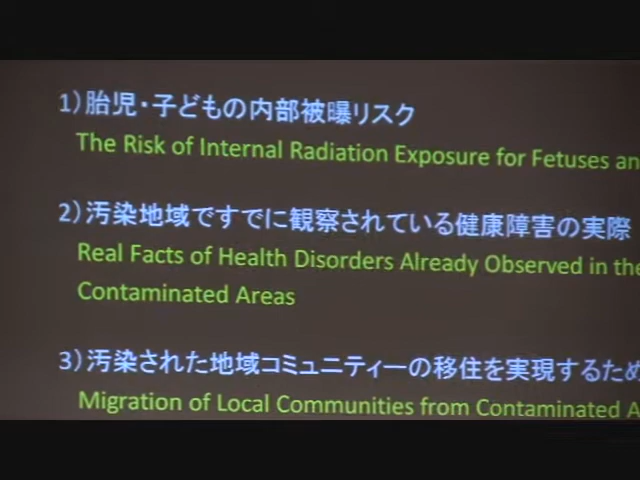 1）胎児・子どもの内部被曝リスク
The Risk of Internal Radiation Exposure for Fetuses an
2）汚染地域ですでに観察されている健康障害の実際
Real Facts of Health Disorders Already Observed in the
Contaminated Areas
3）汚染された地域コミュニティーの移住を実現するため
Migration of Local Communities from Contaminated A